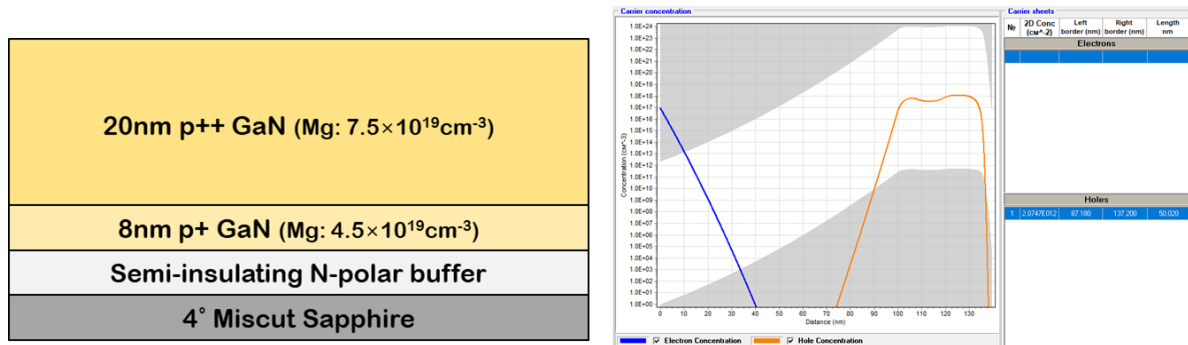 20nm p++ GaN (Mg: 7.5×10¹⁹cm⁻³)
8nm p+ GaN (Mg: 4.5×10¹⁹cm⁻³)
Semi-insulating N-polar buffer
4° Miscut Sapphire
Carrier concentration
Concentration (см^-3)
1.0E+24
1.0E+23
1.0E+22
1.0E+21
1.0E+20
1.0E+19
1.0E+18
1.0E+17
1.0E+16
1.0E+15
1.0E+14
1.0E+13
1.0E+12
1.0E+11
1.0E+10
1.0E+09
1.0E+08
1.0E+07
1.0E+06
1.0E+05
1.0E+04
1.0E+03
1.0E+02
1.0E+01
1.0E+00
0 10 20 30 40 50 60 70 80 90 100 110 120 130
Distance (nm)
Electron Concentration Hole Concentration
Carrier sheets
№ 2D Conc (см^-2) Left border (nm) Right border (nm) Length nm
Electrons
Holes
1 2.0747E012 87.180 137.200 50.020